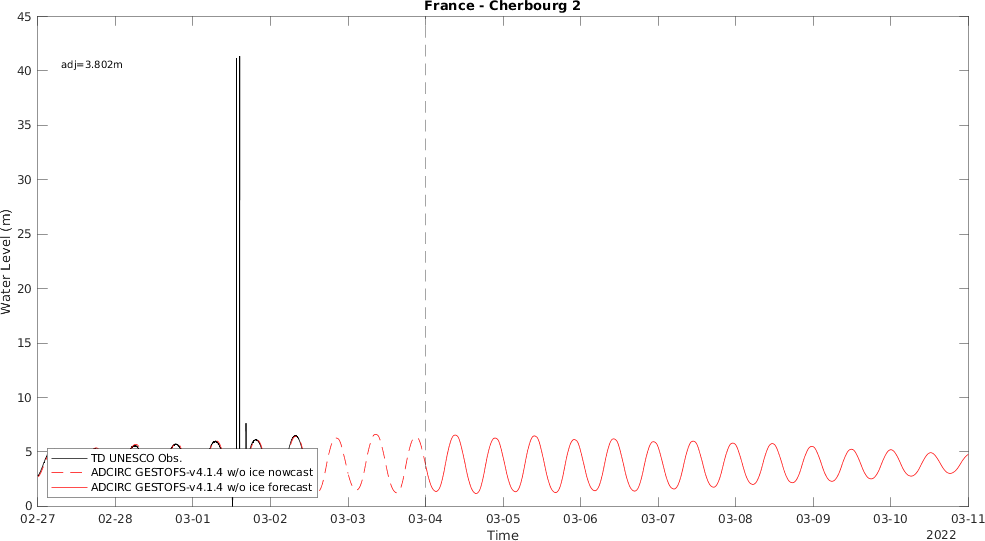 France - Cherbourg 2
45
adj=3.802m
40
35
30
25
20
15
10
5
0
Water Level (m)
TD UNESCO Obs.
ADCIRC GESTOFS-v4.1.4 w/o ice nowcast
ADCIRC GESTOFS-v4.1.4 w/o ice forecast
02-27 02-28 03-01 03-02 03-03 03-04 03-05 03-06 03-07 03-08 03-09 03-10 03-11
Time
2022